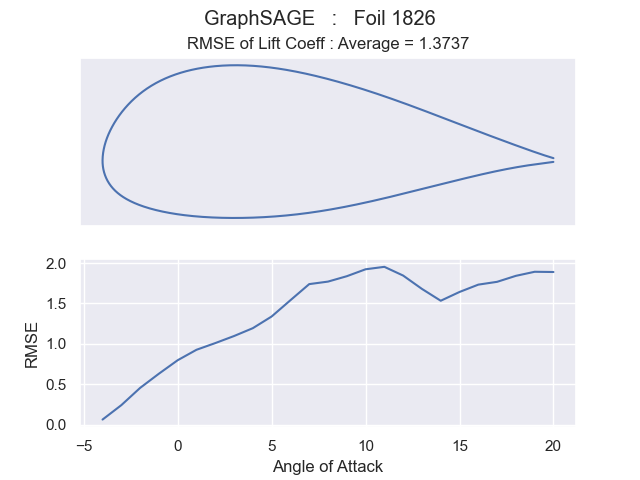 GraphSAGE : Foil 1826
RMSE of Lift Coeff : Average = 1.3737
2.0
1.5
1.0
0.5
0.0
RMSE
−5 0 5 10 15 20
Angle of Attack